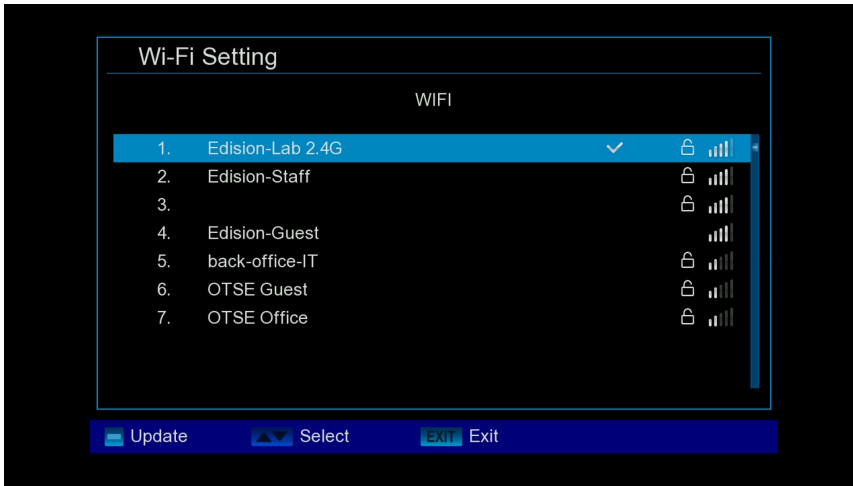 Wi-Fi Setting
WIFI
1. Edision-Lab 2.4G
2. Edision-Staff
3.
4. Edision-Guest
5. back-office-IT
6. OTSE Guest
7. OTSE Office
Update Select EXIT Exit